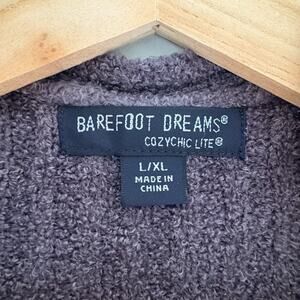 BAREFOOT DREAMS®
COZYCHIC LITE®
L/XL
MADE IN
CHINA